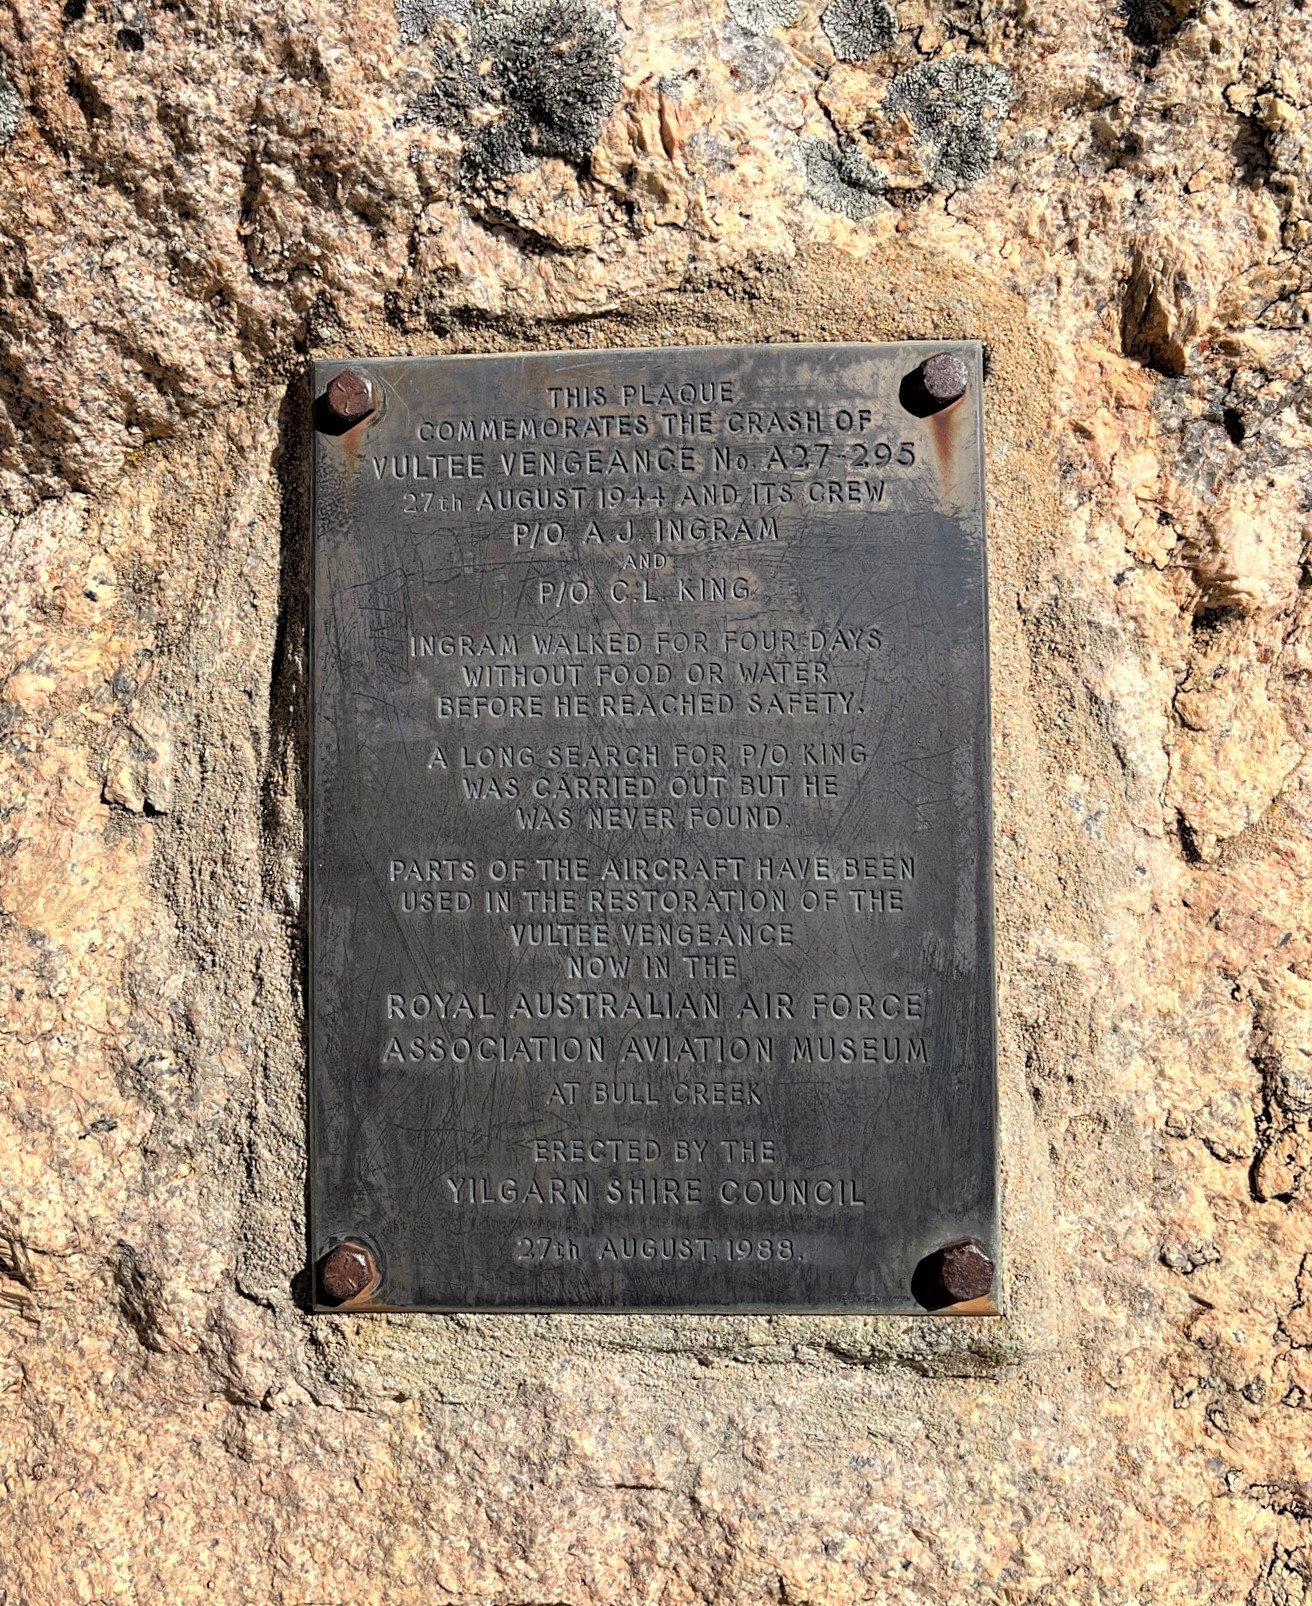 THIS PLAQUE
COMMEMORATES THE CRASH OF
VULTEE VENGEANCE No. A27-295
27th AUGUST 1944 AND ITS CREW
P/O A.J. INGRAM
AND
P/O C.L. KING
INGRAM WALKED FOR FOUR DAYS
WITHOUT FOOD OR WATER
BEFORE HE REACHED SAFETY.
A LONG SEARCH FOR P/O KING
WAS CARRIED OUT BUT HE
WAS NEVER FOUND.
PARTS OF THE AIRCRAFT HAVE BEEN
USED IN THE RESTORATION OF THE
VULTEE VENGEANCE
NOW IN THE
ROYAL AUSTRALIAN AIR FORCE
ASSOCIATION AVIATION MUSEUM
AT BULL CREEK
ERECTED BY THE
YILGARN SHIRE COUNCIL
27th AUGUST, 1988.